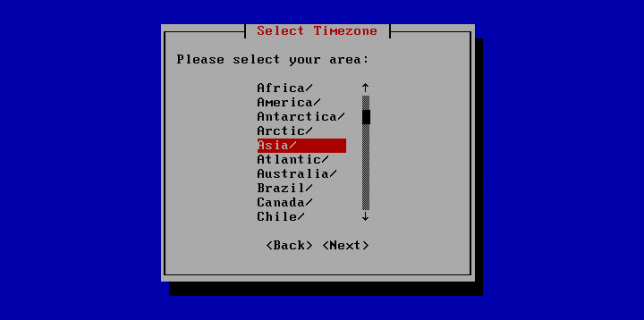 Select Timezone
Please select your area:
Africa/
America/
Antarctica/
Arctic/
Asia/
Atlantic/
Australia/
Brazil/
Canada/
Chile/
<Back> <Next>